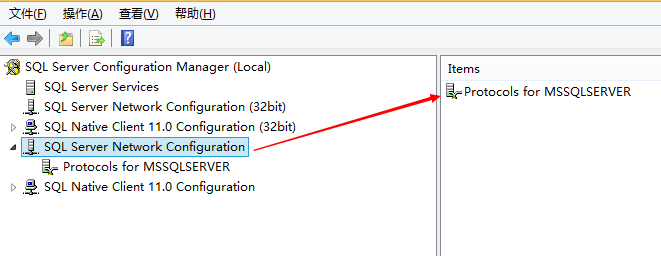 文件(F) 操作(A) 查看(V) 帮助(H)
SQL Server Configuration Manager (Local)
SQL Server Services
SQL Server Network Configuration (32bit)
SQL Native Client 11.0 Configuration (32bit)
SQL Server Network Configuration
Protocols for MSSQLSERVER
SQL Native Client 11.0 Configuration
Items
Protocols for MSSQLSERVER